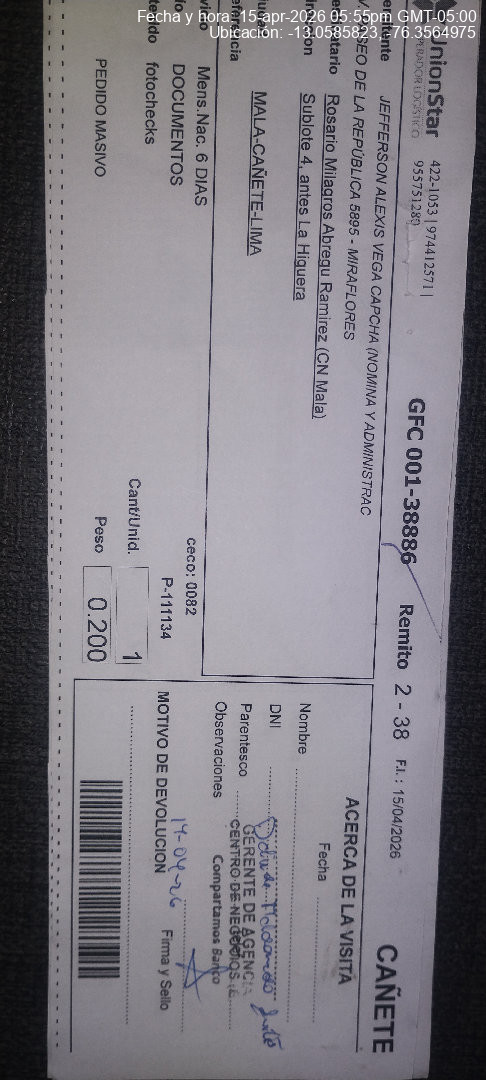 Fecha y hora: 15-apr-2026 05:55pm GMT-05:00
Ubicación: -13.0585823,-76.3564975
UnionStar
OPERADOR LOGÍSTICO
422-1053 | 974412571 |
955751280
GFC 001-38886
Remito 2 - 38
F.I.: 15/04/2026
CAÑETE
JEFFERSON ALEXIS VEGA CAPCHA (NOMINA Y ADMINISTRAC
SEO DE LA REPÚBLICA 5895 - MIRAFLORES
Rosario Milagros Abregu Ramirez (CN Mala)
Sublote 4, antes La Higuera
MALA-CAÑETE-LIMA
Mens.Nac. 6 DIAS
DOCUMENTOS
fotochecks
PEDIDO MASIVO
ceco: 0082
P-111134
Cant/Unid. 1
Peso 0.200
ACERCA DE LA VISITA
Fecha
Nombre
DNI
Parentesco
Observaciones
GERENTE DE AGENCIA
CENTRO DE NEGOCIOS
Compartamos Banco
MOTIVO DE DEVOLUCION
14-04-26
Firma y Sello